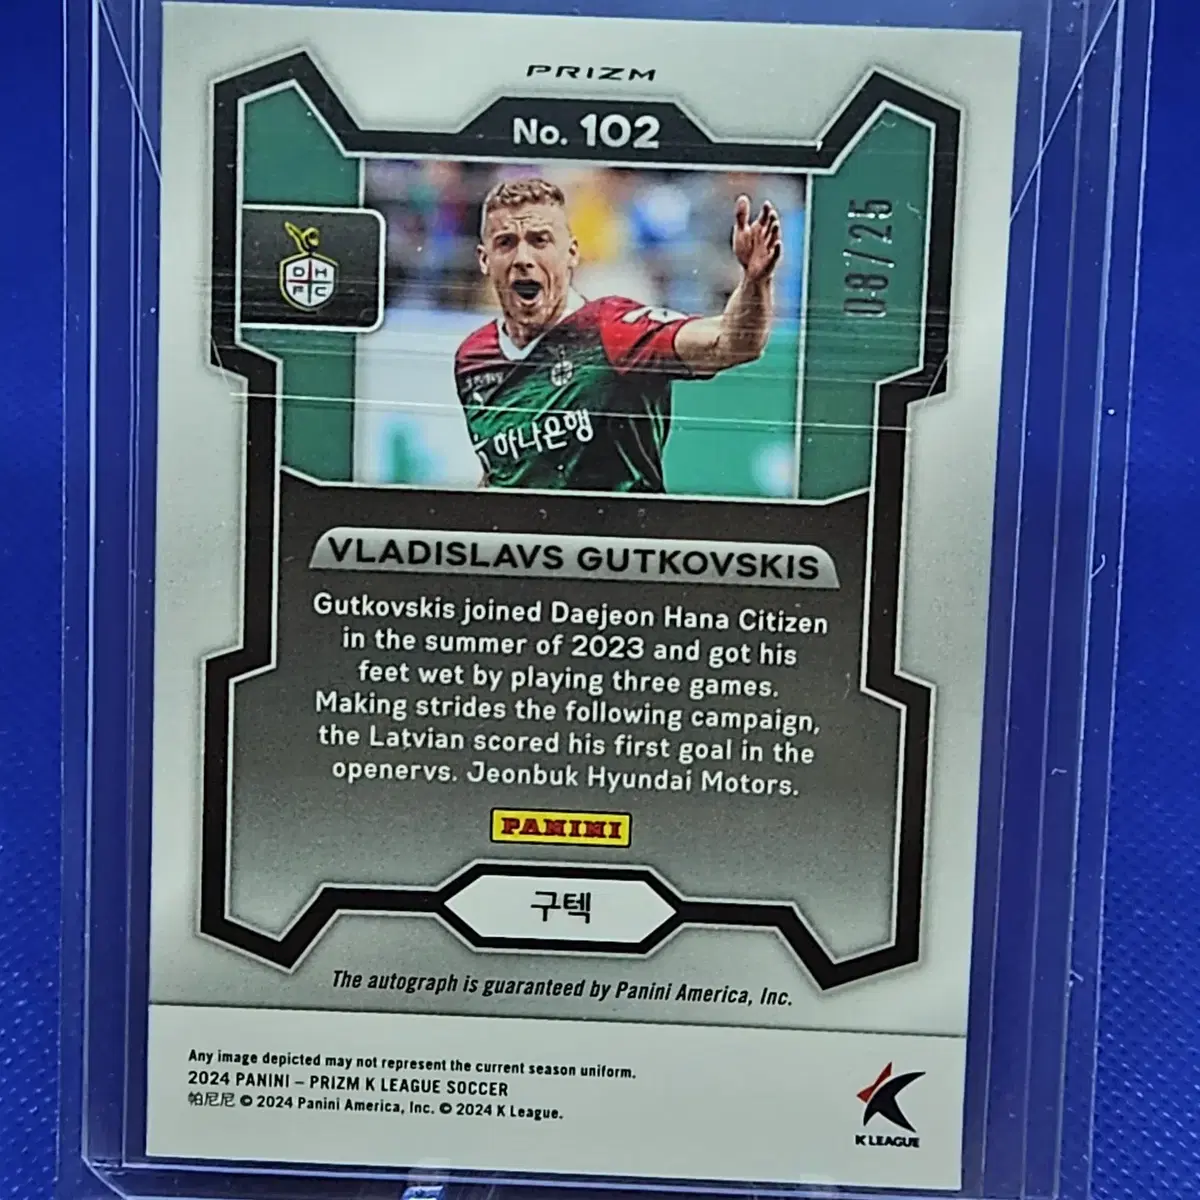 PRIZM
No. 102
08/25
D H
F C
하나은행
VLADISLAVS GUTKOVSKIS
Gutkovskis joined Daejeon Hana Citizen
in the summer of 2023 and got his
feet wet by playing three games.
Making strides the following campaign,
the Latvian scored his first goal in the
openervs. Jeonbuk Hyundai Motors.
PANINI
구텍
The autograph is guaranteed by Panini America, Inc.
Any image depicted may not represent the current season uniform.
2024 PANINI – PRIZM K LEAGUE SOCCER
帕尼尼 © 2024 Panini America, Inc. © 2024 K League.
K LEAGUE